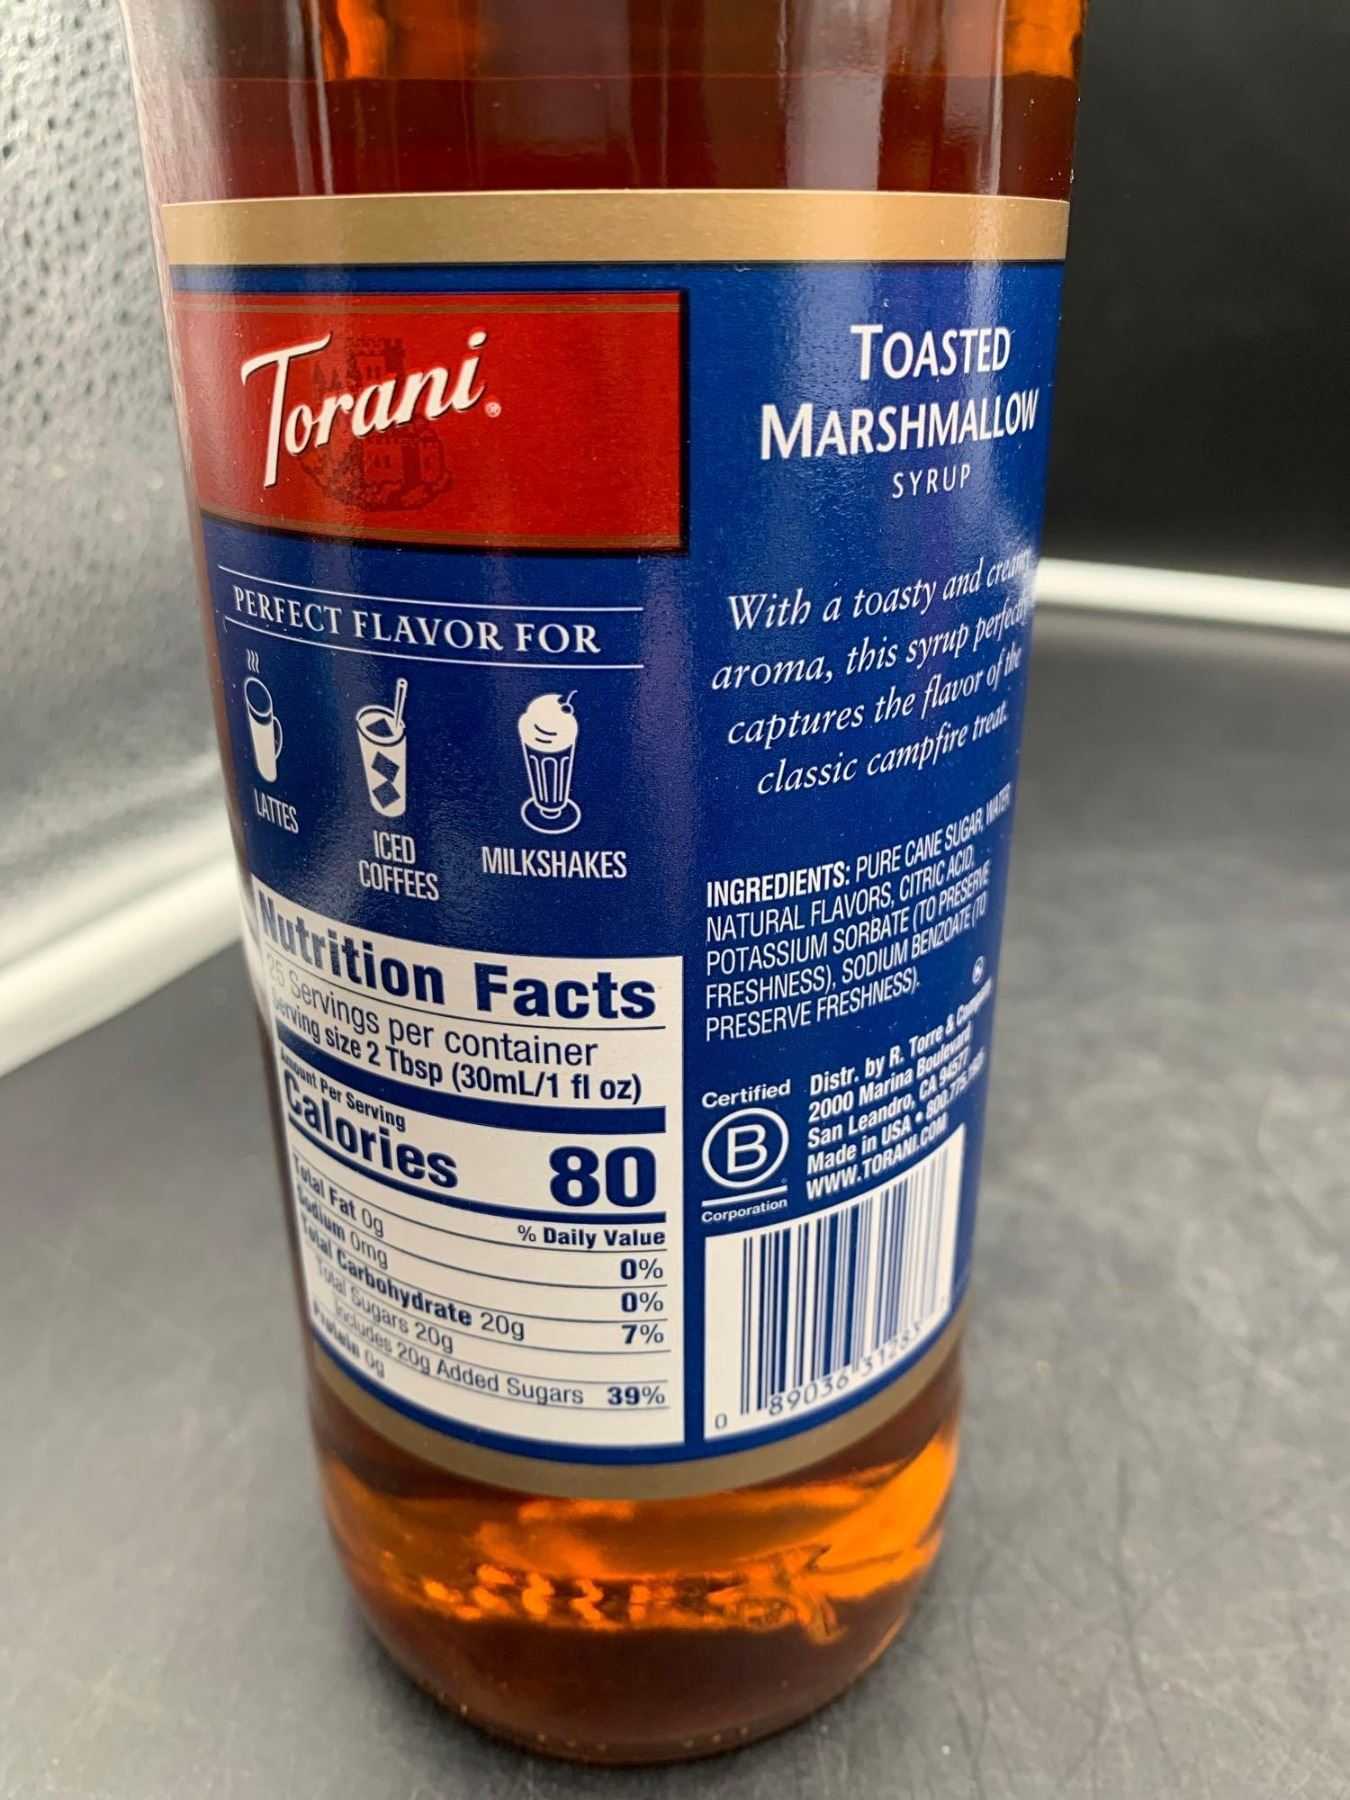 Torani®
PERFECT FLAVOR FOR
LATTES
ICED
COFFEES
MILKSHAKES
Nutrition Facts
25 Servings per container
Serving size 2 Tbsp (30mL/1 fl oz)
Amount Per Serving
Calories 80
% Daily Value
Total Fat 0g 0%
Sodium 0mg 0%
Total Carbohydrate 20g 7%
Total Sugars 20g
Includes 20g Added Sugars 39%
Protein 0g
TOASTED
MARSHMALLOW
SYRUP
With a toasty and creamy
aroma, this syrup perfectly
captures the flavor of the
classic campfire treat.
INGREDIENTS: PURE CANE SUGAR, WATER
NATURAL FLAVORS, CITRIC ACID,
POTASSIUM SORBATE (TO PRESERVE
FRESHNESS), SODIUM BENZOATE (TO
PRESERVE FRESHNESS).
Certified
B
Corporation
Distr. by R. Torre & Company
2000 Marina Boulevard
San Leandro, CA 94577
Made in USA • 800.775.1925
WWW.TORANI.COM
0 89036 31283